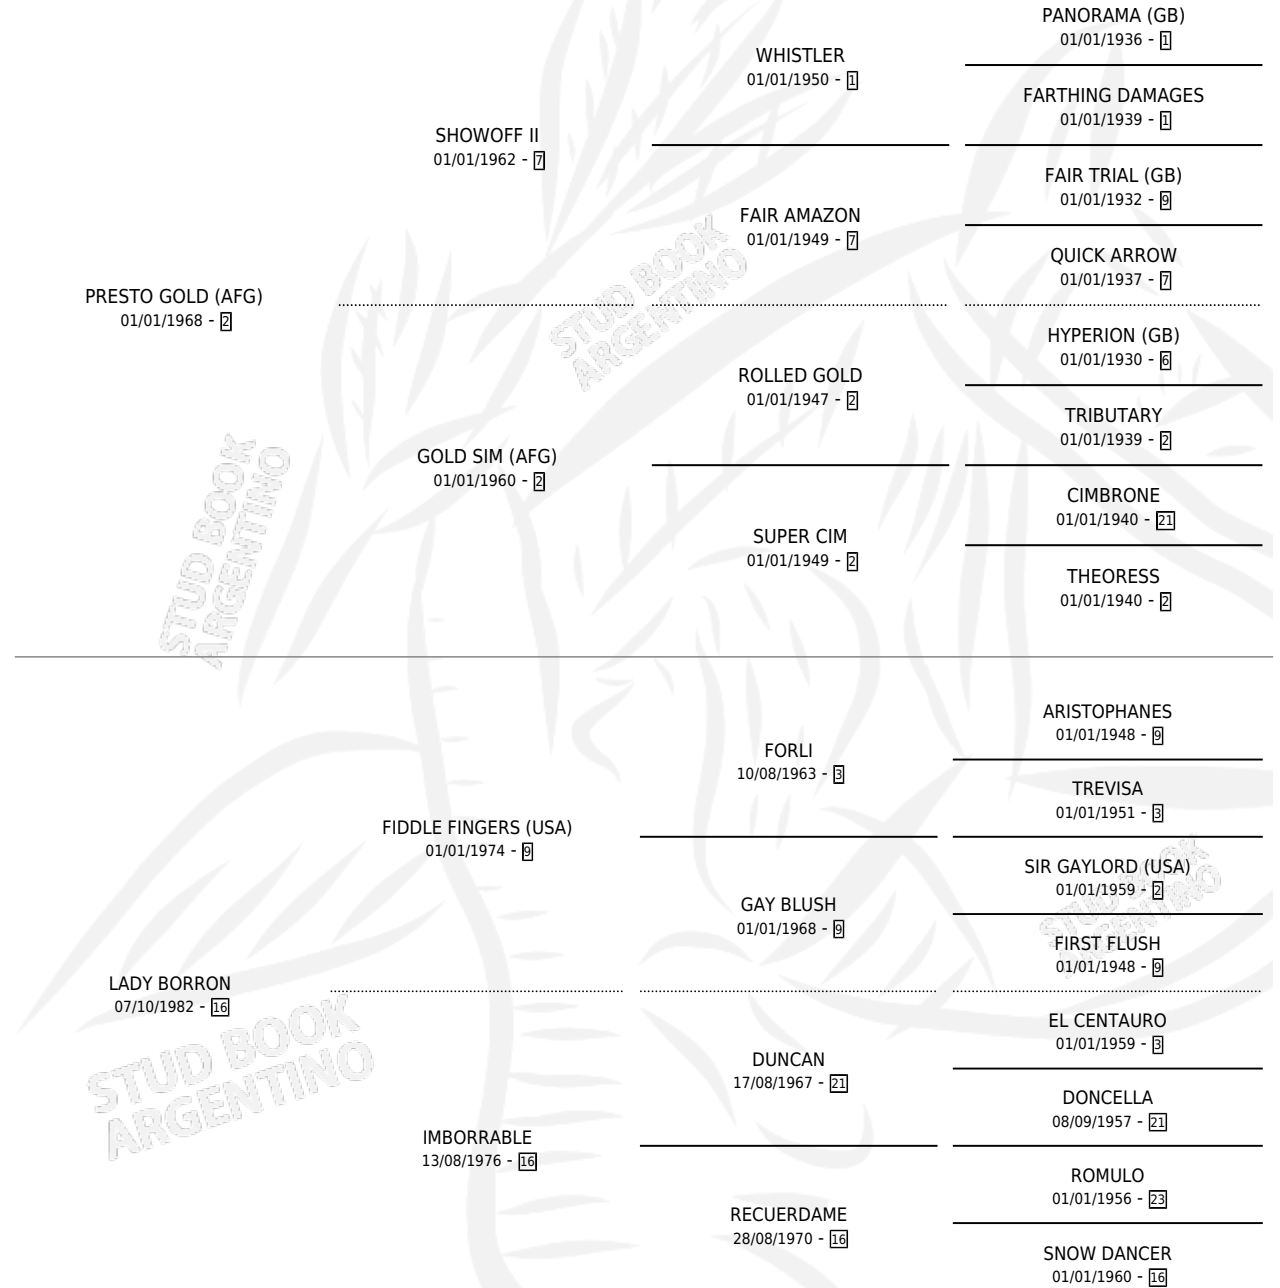 PANORAMA (GB)
01/01/1936 - 1
WHISTLER
01/01/1950 - 1
FARTHING DAMAGES
01/01/1939 - 1
SHOWOFF II
01/01/1962 - 7
FAIR TRIAL (GB)
01/01/1932 - 9
FAIR AMAZON
01/01/1949 - 7
QUICK ARROW
01/01/1937 - 7
PRESTO GOLD (AFG)
01/01/1968 - 2
HYPERION (GB)
01/01/1930 - 6
ROLLED GOLD
01/01/1947 - 2
TRIBUTARY
01/01/1939 - 2
GOLD SIM (AFG)
01/01/1960 - 2
CIMBRONE
01/01/1940 - 21
SUPER CIM
01/01/1949 - 2
THEORESS
01/01/1940 - 2
ARISTOPHANES
01/01/1948 - 9
FORLI
10/08/1963 - 3
TREVISA
01/01/1951 - 3
FIDDLE FINGERS (USA)
01/01/1974 - 9
SIR GAYLORD (USA)
01/01/1959 - 2
GAY BLUSH
01/01/1968 - 9
FIRST FLUSH
01/01/1948 - 9
LADY BORRON
07/10/1982 - 16
EL CENTAURO
01/01/1959 - 3
DUNCAN
17/08/1967 - 21
DONCELLA
08/09/1957 - 21
IMBORRABLE
13/08/1976 - 16
ROMULO
01/01/1956 - 23
RECUERDAME
28/08/1970 - 16
SNOW DANCER
01/01/1960 - 16
STUD BOOK
ARGENTINO
STUD BOOK
ARGENTINO
STUD BOOK
ARGENTINO
STUD BOOK
ARGENTINO